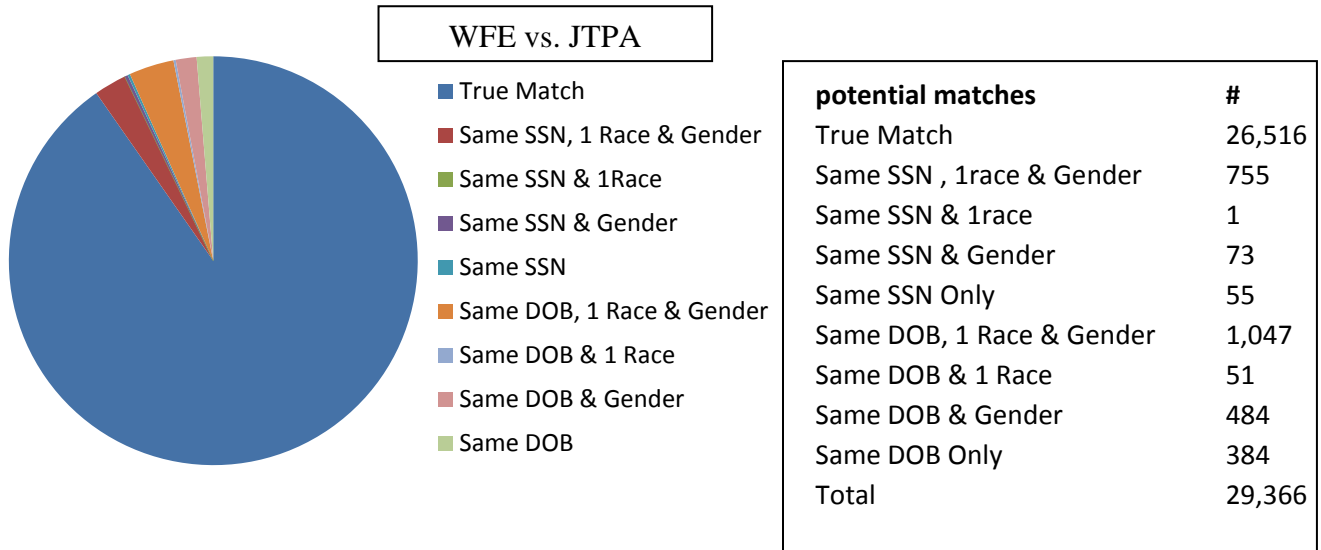 WFE vs. JTPA
True Match
Same SSN, 1 Race & Gender
Same SSN & 1Race
Same SSN & Gender
Same SSN
Same DOB, 1 Race & Gender
Same DOB & 1 Race
Same DOB & Gender
Same DOB
potential matches #
True Match 26,516
Same SSN , 1race & Gender 755
Same SSN & 1race 1
Same SSN & Gender 73
Same SSN Only 55
Same DOB, 1 Race & Gender 1,047
Same DOB & 1 Race 51
Same DOB & Gender 484
Same DOB Only 384
Total 29,366